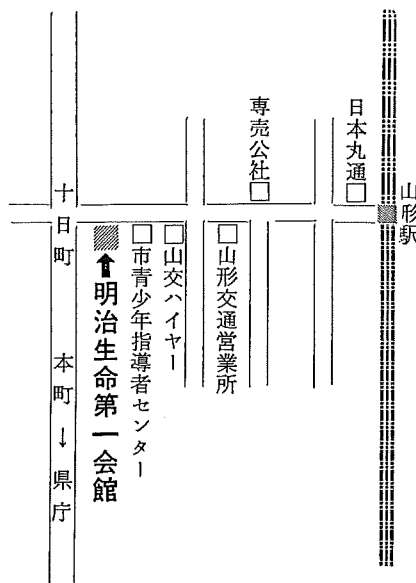 山形駅
日本丸通
専売公社
山形交通営業所
山交ハイヤー
市青少年指導者センター
明治生命第一会館
十日町
本町→県庁